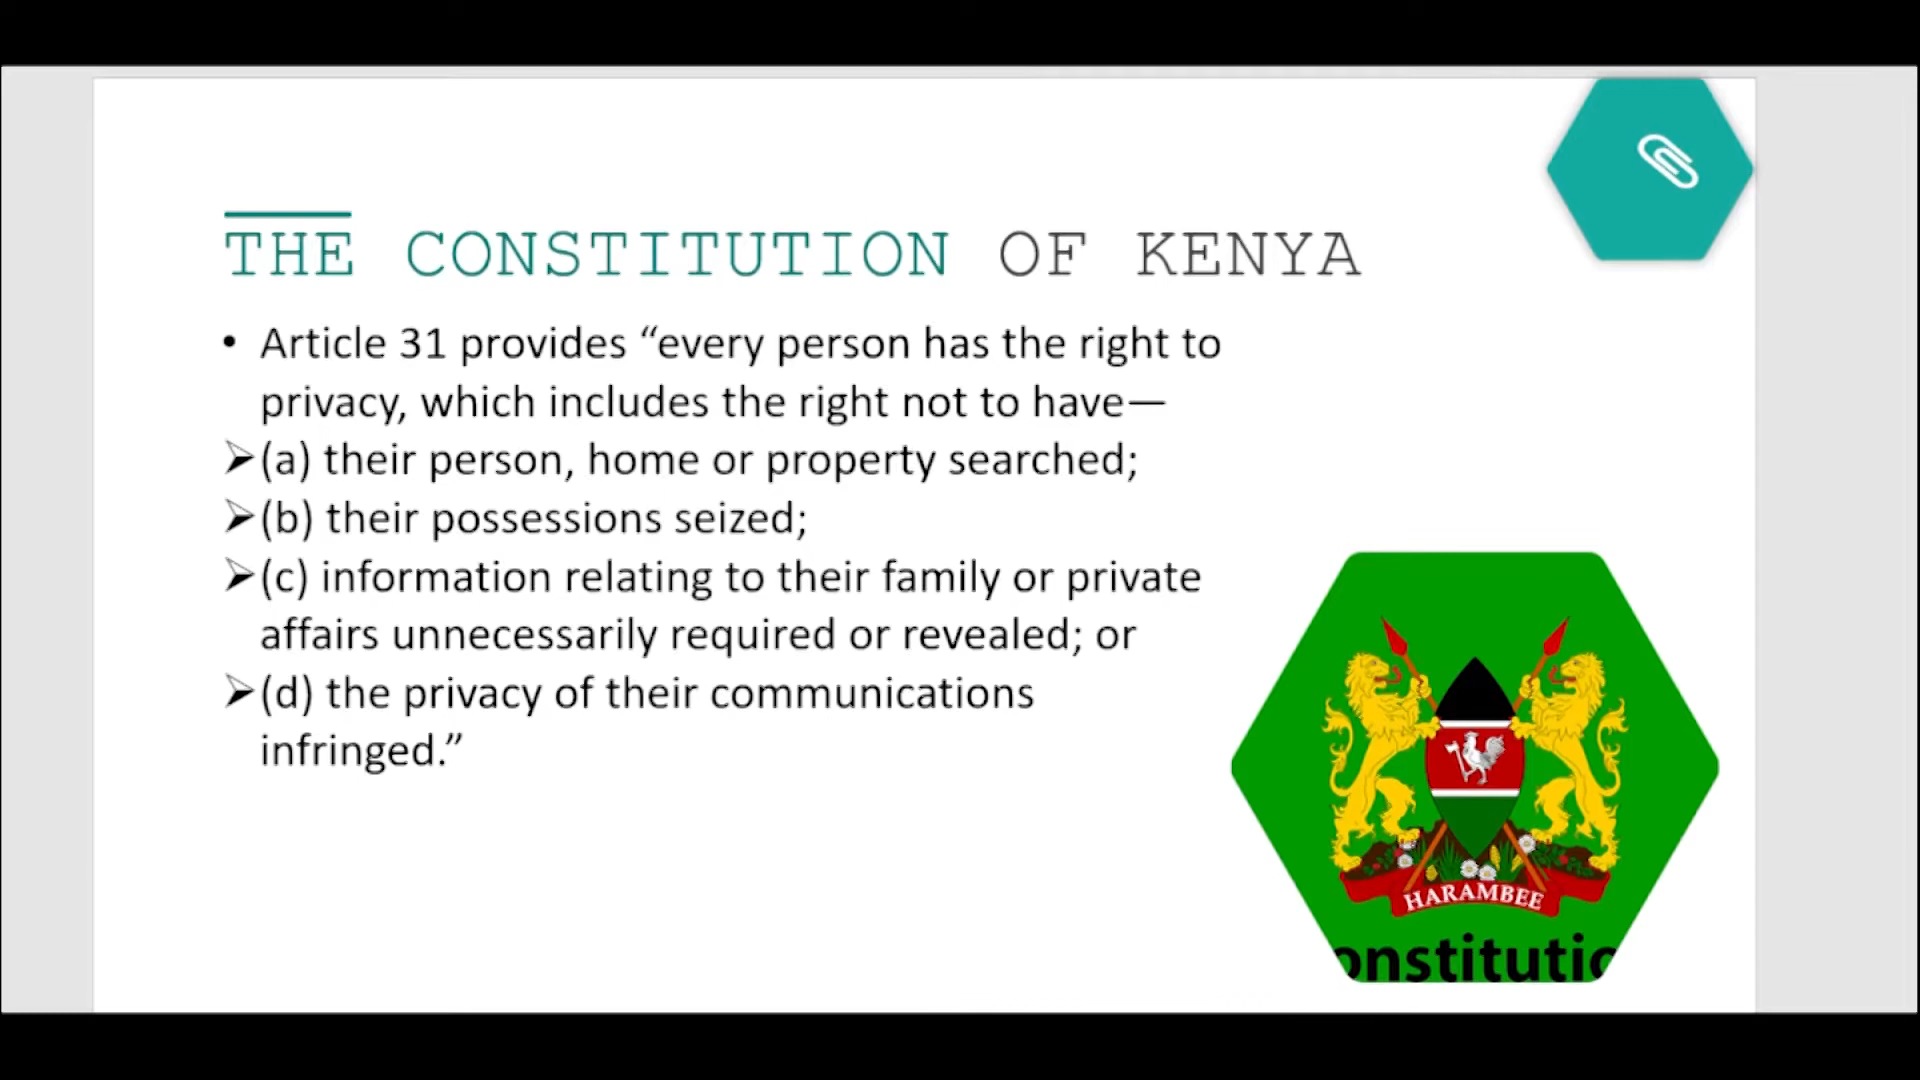 THE CONSTITUTION OF KENYA
• Article 31 provides “every person has the right to
privacy, which includes the right not to have—
➢(a) their person, home or property searched;
➢(b) their possessions seized;
➢(c) information relating to their family or private
affairs unnecessarily required or revealed; or
➢(d) the privacy of their communications
infringed.”
HARAMBEE
onstitutio